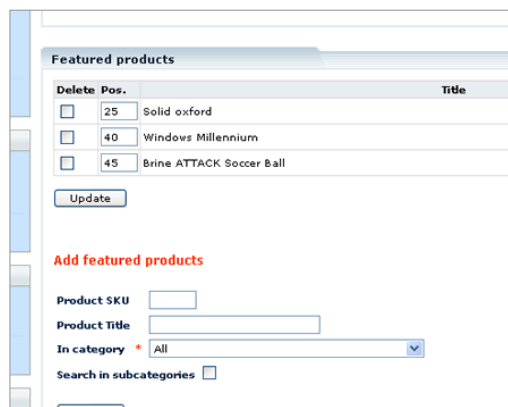 Featured products
Delete Pos. Title
25 Solid oxford
40 Windows Millennium
45 Brine ATTACK Soccer Ball
Update
Add featured products
Product SKU
Product Title
In category * All
Search in subcategories